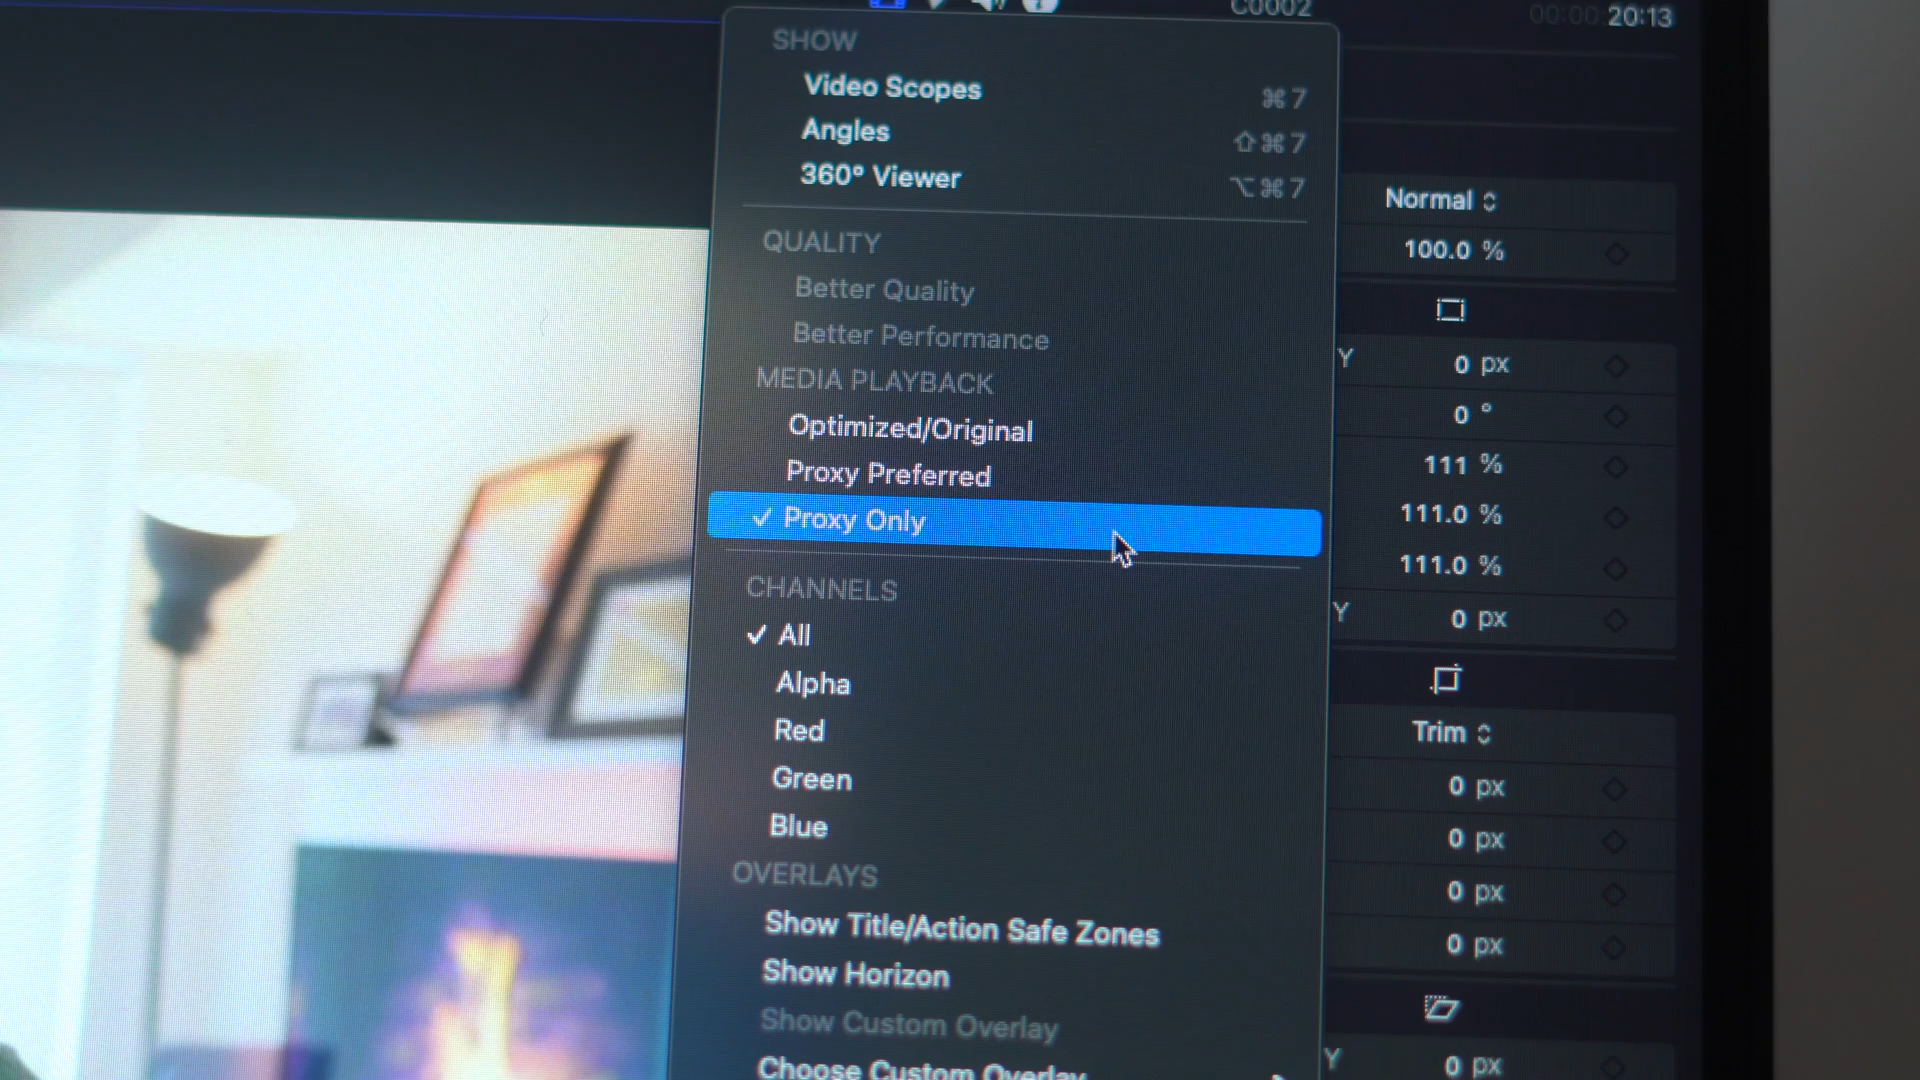 C0002
00:00:20:13
SHOW
Video Scopes ⌘7
Angles ⇧⌘7
360° Viewer ⌥⌘7
Normal
QUALITY
100.0 %
Better Quality
Better Performance
Y 0 px
MEDIA PLAYBACK
0 °
Optimized/Original
111 %
Proxy Preferred
111.0 %
✓ Proxy Only
111.0 %
CHANNELS
Y 0 px
✓ All
Alpha
Red
Trim
Green
0 px
Blue
0 px
OVERLAYS
0 px
Show Title/Action Safe Zones
0 px
Show Horizon
Show Custom Overlay
Choose Custom Overlay
Y 0 px